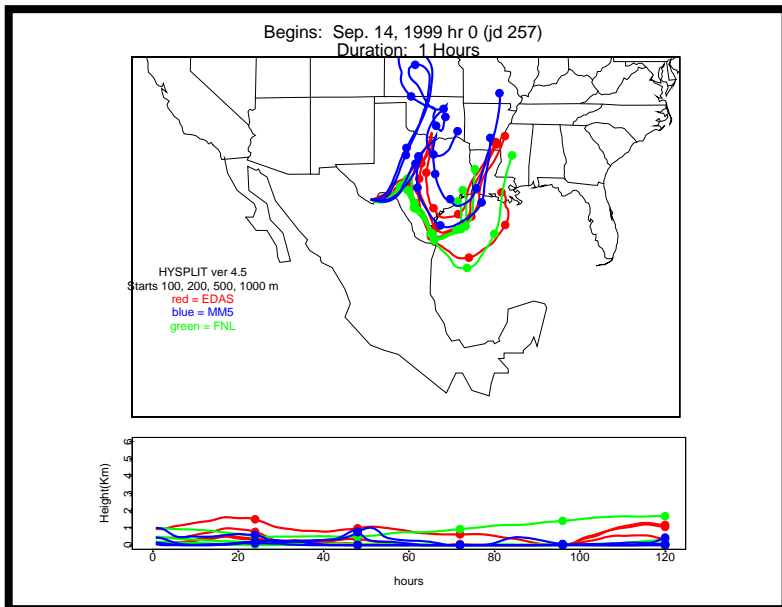 Begins: Sep. 14, 1999 hr 0 (jd 257)
Duration: 1 Hours
HYSPLIT ver 4.5
Starts 100, 200, 500, 1000 m
red = EDAS
blue = MM5
green = FNL
Height(Km)
6
5
4
3
2
1
0
0 20 40 60 80 100 120
hours